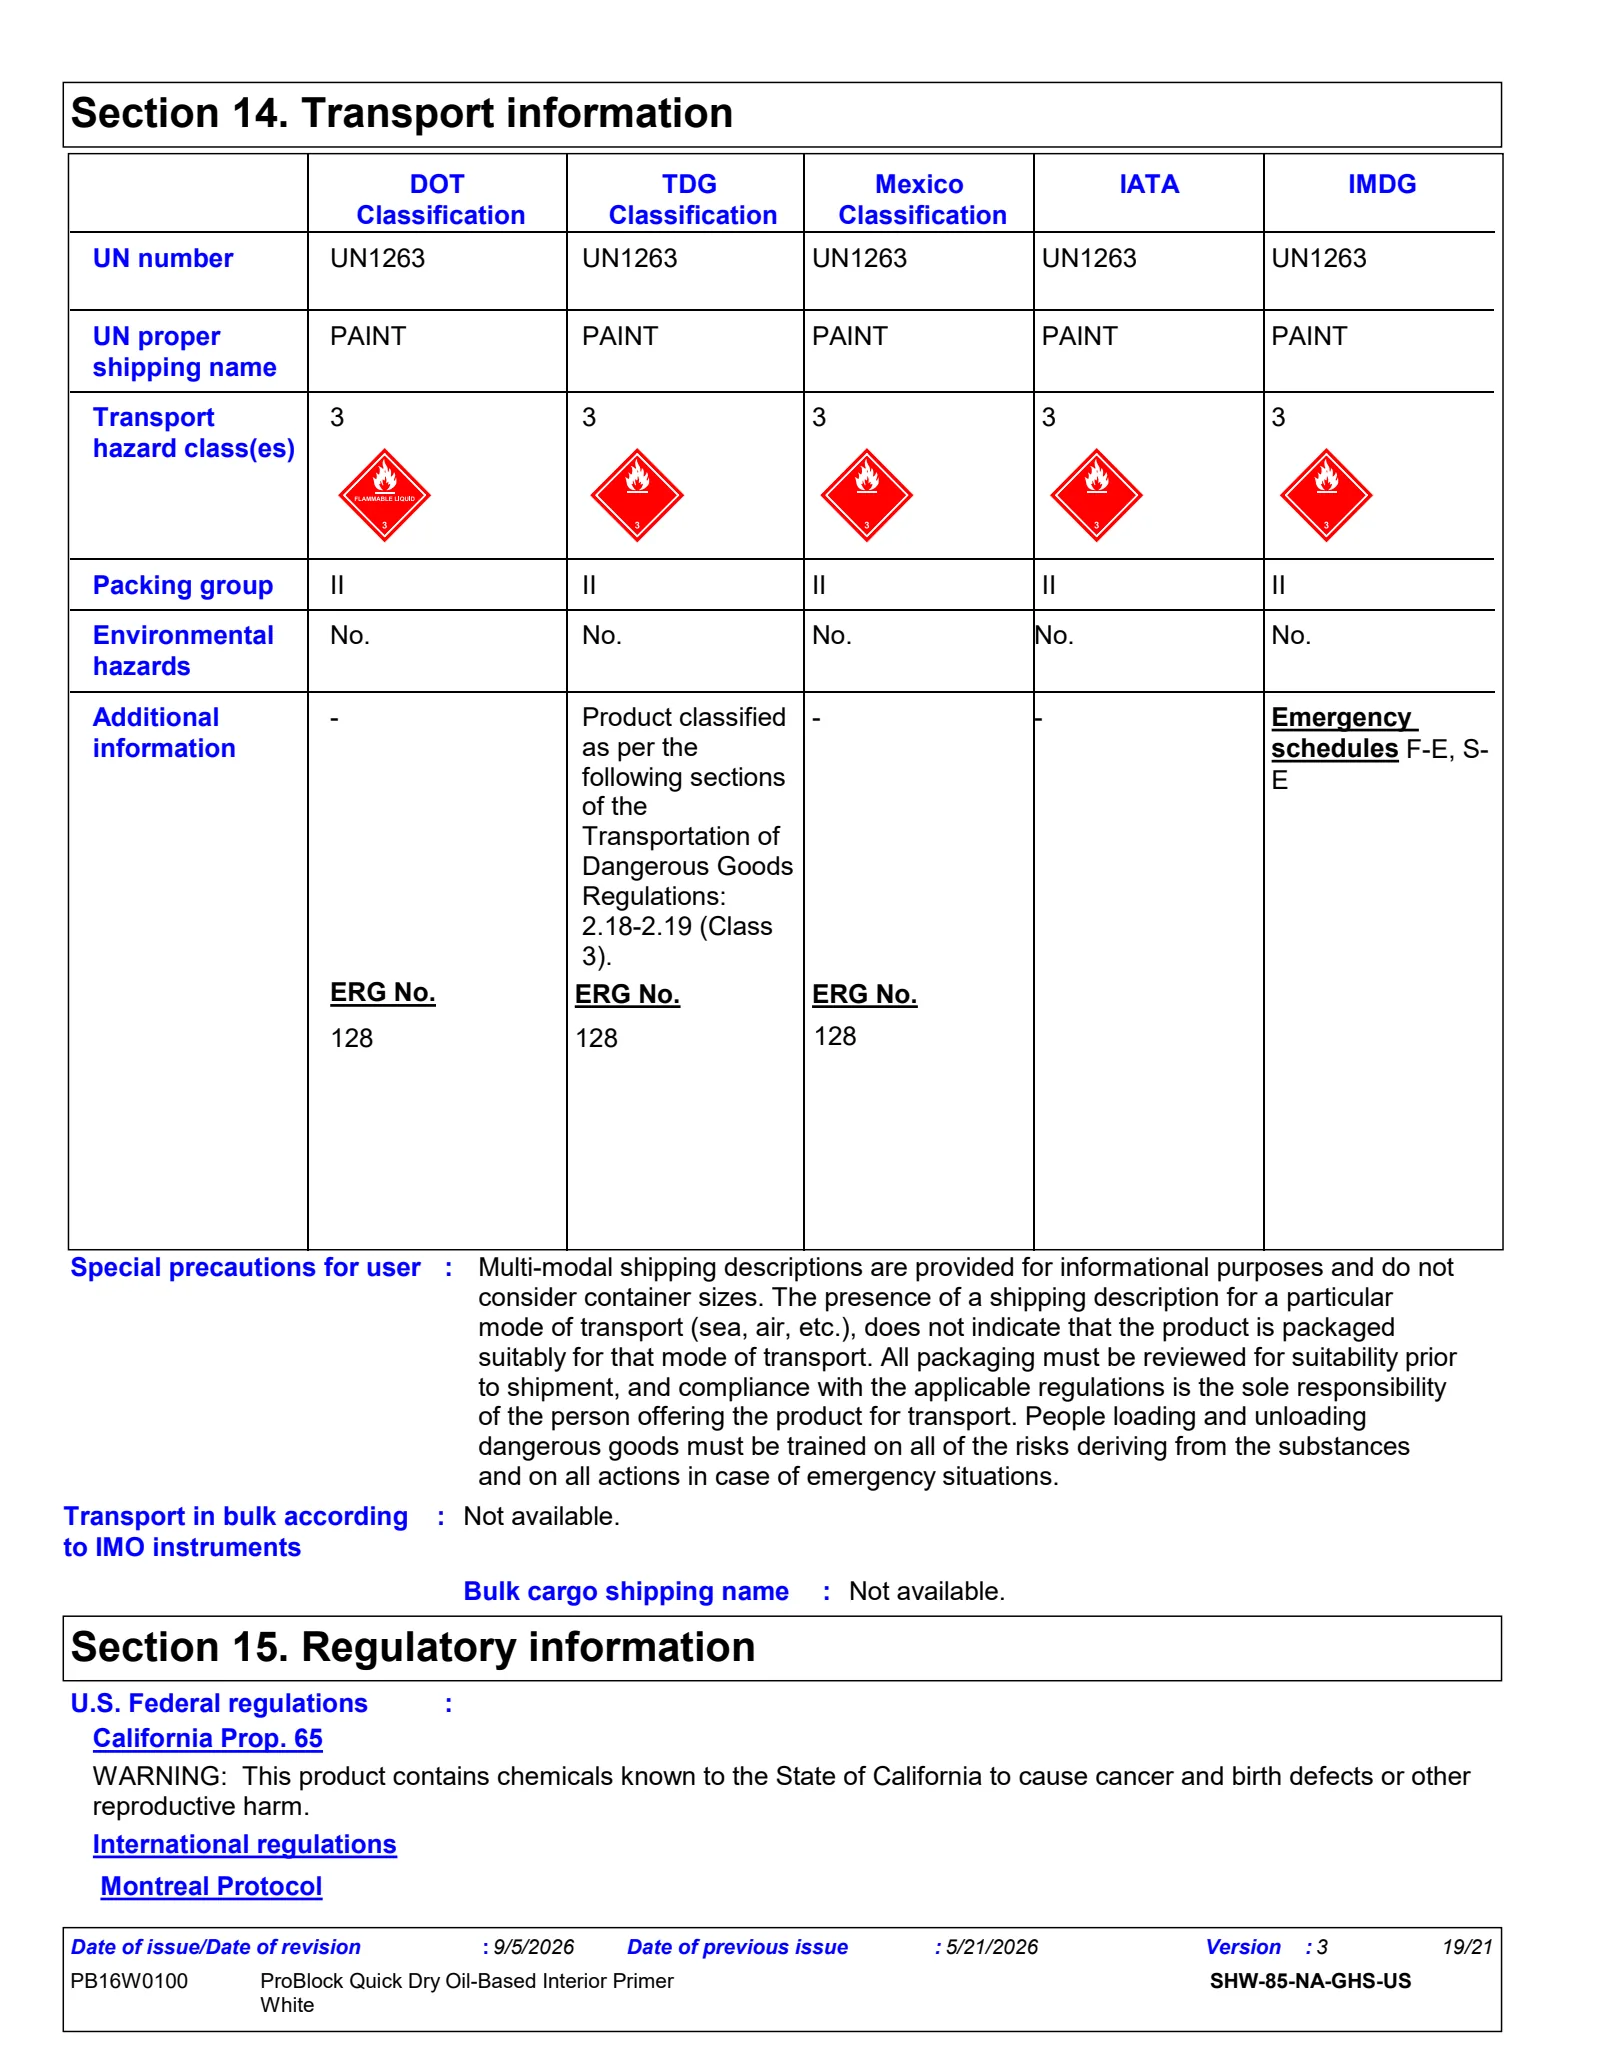 Section 14. Transport information
DOT Classification
TDG Classification
Mexico Classification
IATA
IMDG
UN number
UN1263
UN1263
UN1263
UN1263
UN1263
UN proper shipping name
PAINT
PAINT
PAINT
PAINT
PAINT
Transport hazard class(es)
3
3
3
3
3
FLAMMABLE LIQUID
3
3
3
3
3
Packing group
II
II
II
II
II
Environmental hazards
No.
No.
No.
No.
No.
Additional information
-
Product classified
as per the
following sections
of the
Transportation of
Dangerous Goods
Regulations:
2.18-2.19 (Class
3).
-
-
Emergency
schedules F-E, S-
E
ERG No.
ERG No.
ERG No.
128
128
128
Special precautions for user : Multi-modal shipping descriptions are provided for informational purposes and do not
consider container sizes. The presence of a shipping description for a particular
mode of transport (sea, air, etc.), does not indicate that the product is packaged
suitably for that mode of transport. All packaging must be reviewed for suitability prior
to shipment, and compliance with the applicable regulations is the sole responsibility
of the person offering the product for transport. People loading and unloading
dangerous goods must be trained on all of the risks deriving from the substances
and on all actions in case of emergency situations.
Transport in bulk according : Not available.
to IMO instruments
Bulk cargo shipping name : Not available.
Section 15. Regulatory information
U.S. Federal regulations :
California Prop. 65
WARNING: This product contains chemicals known to the State of California to cause cancer and birth defects or other
reproductive harm.
International regulations
Montreal Protocol
Date of issue/Date of revision : 9/5/2026 Date of previous issue : 5/21/2026 Version : 3 19/21
PB16W0100 ProBlock Quick Dry Oil-Based Interior Primer SHW-85-NA-GHS-US
White